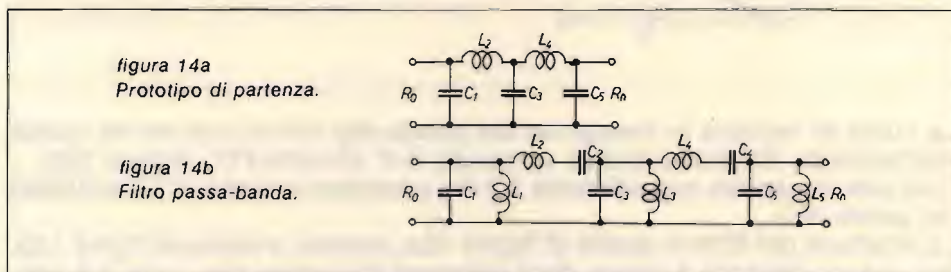 figura 14a
Prototipo di partenza.
L2 L4
R0 C1 C3 C5 Rn
figura 14b
Filtro passa-banda.
L2 C2 L4 C4
R0 C1 L1 C3 L3 C5 L5 Rn